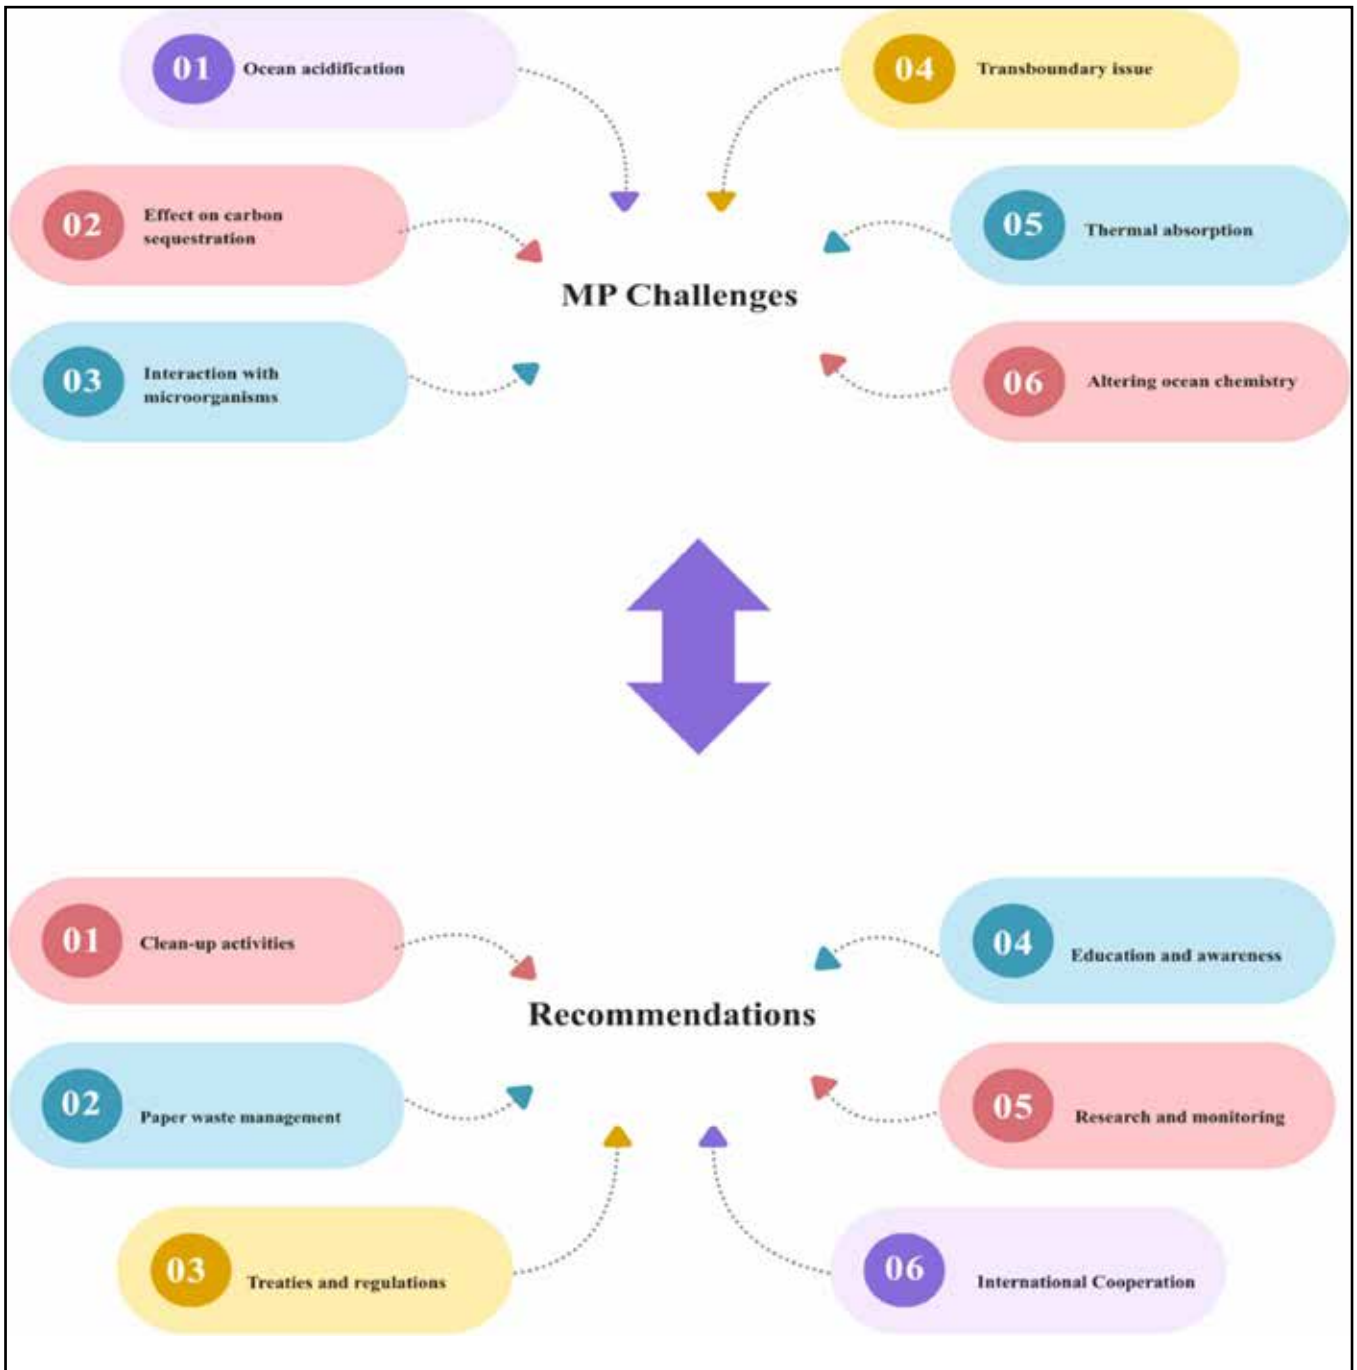 01 Ocean acidification
02 Effect on carbon
sequestration
03 Interaction with
microorganisms
04 Transboundary issue
05 Thermal absorption
06 Altering ocean chemistry
MP Challenges
01 Clean-up activities
02 Paper waste management
03 Treaties and regulations
04 Education and awareness
05 Research and monitoring
06 International Cooperation
Recommendations